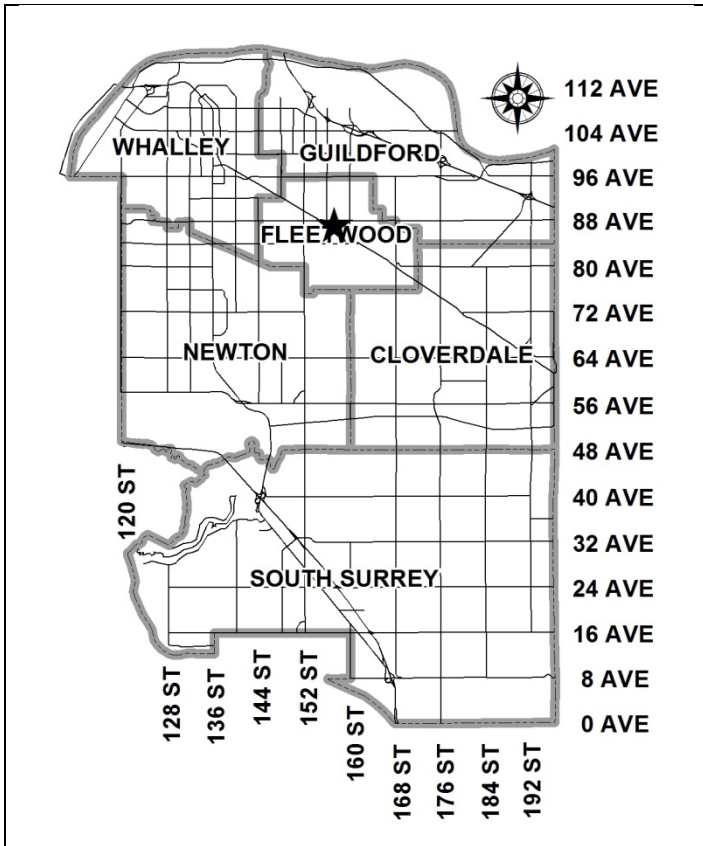 112 AVE
104 AVE
WHALLEY
GUILDFORD
96 AVE
88 AVE
FLEETWOOD
80 AVE
72 AVE
NEWTON
CLOVERDALE
64 AVE
56 AVE
48 AVE
120 ST
40 AVE
32 AVE
SOUTH SURREY
24 AVE
16 AVE
128 ST
136 ST
144 ST
152 ST
160 ST
8 AVE
0 AVE
168 ST
176 ST
184 ST
192 ST